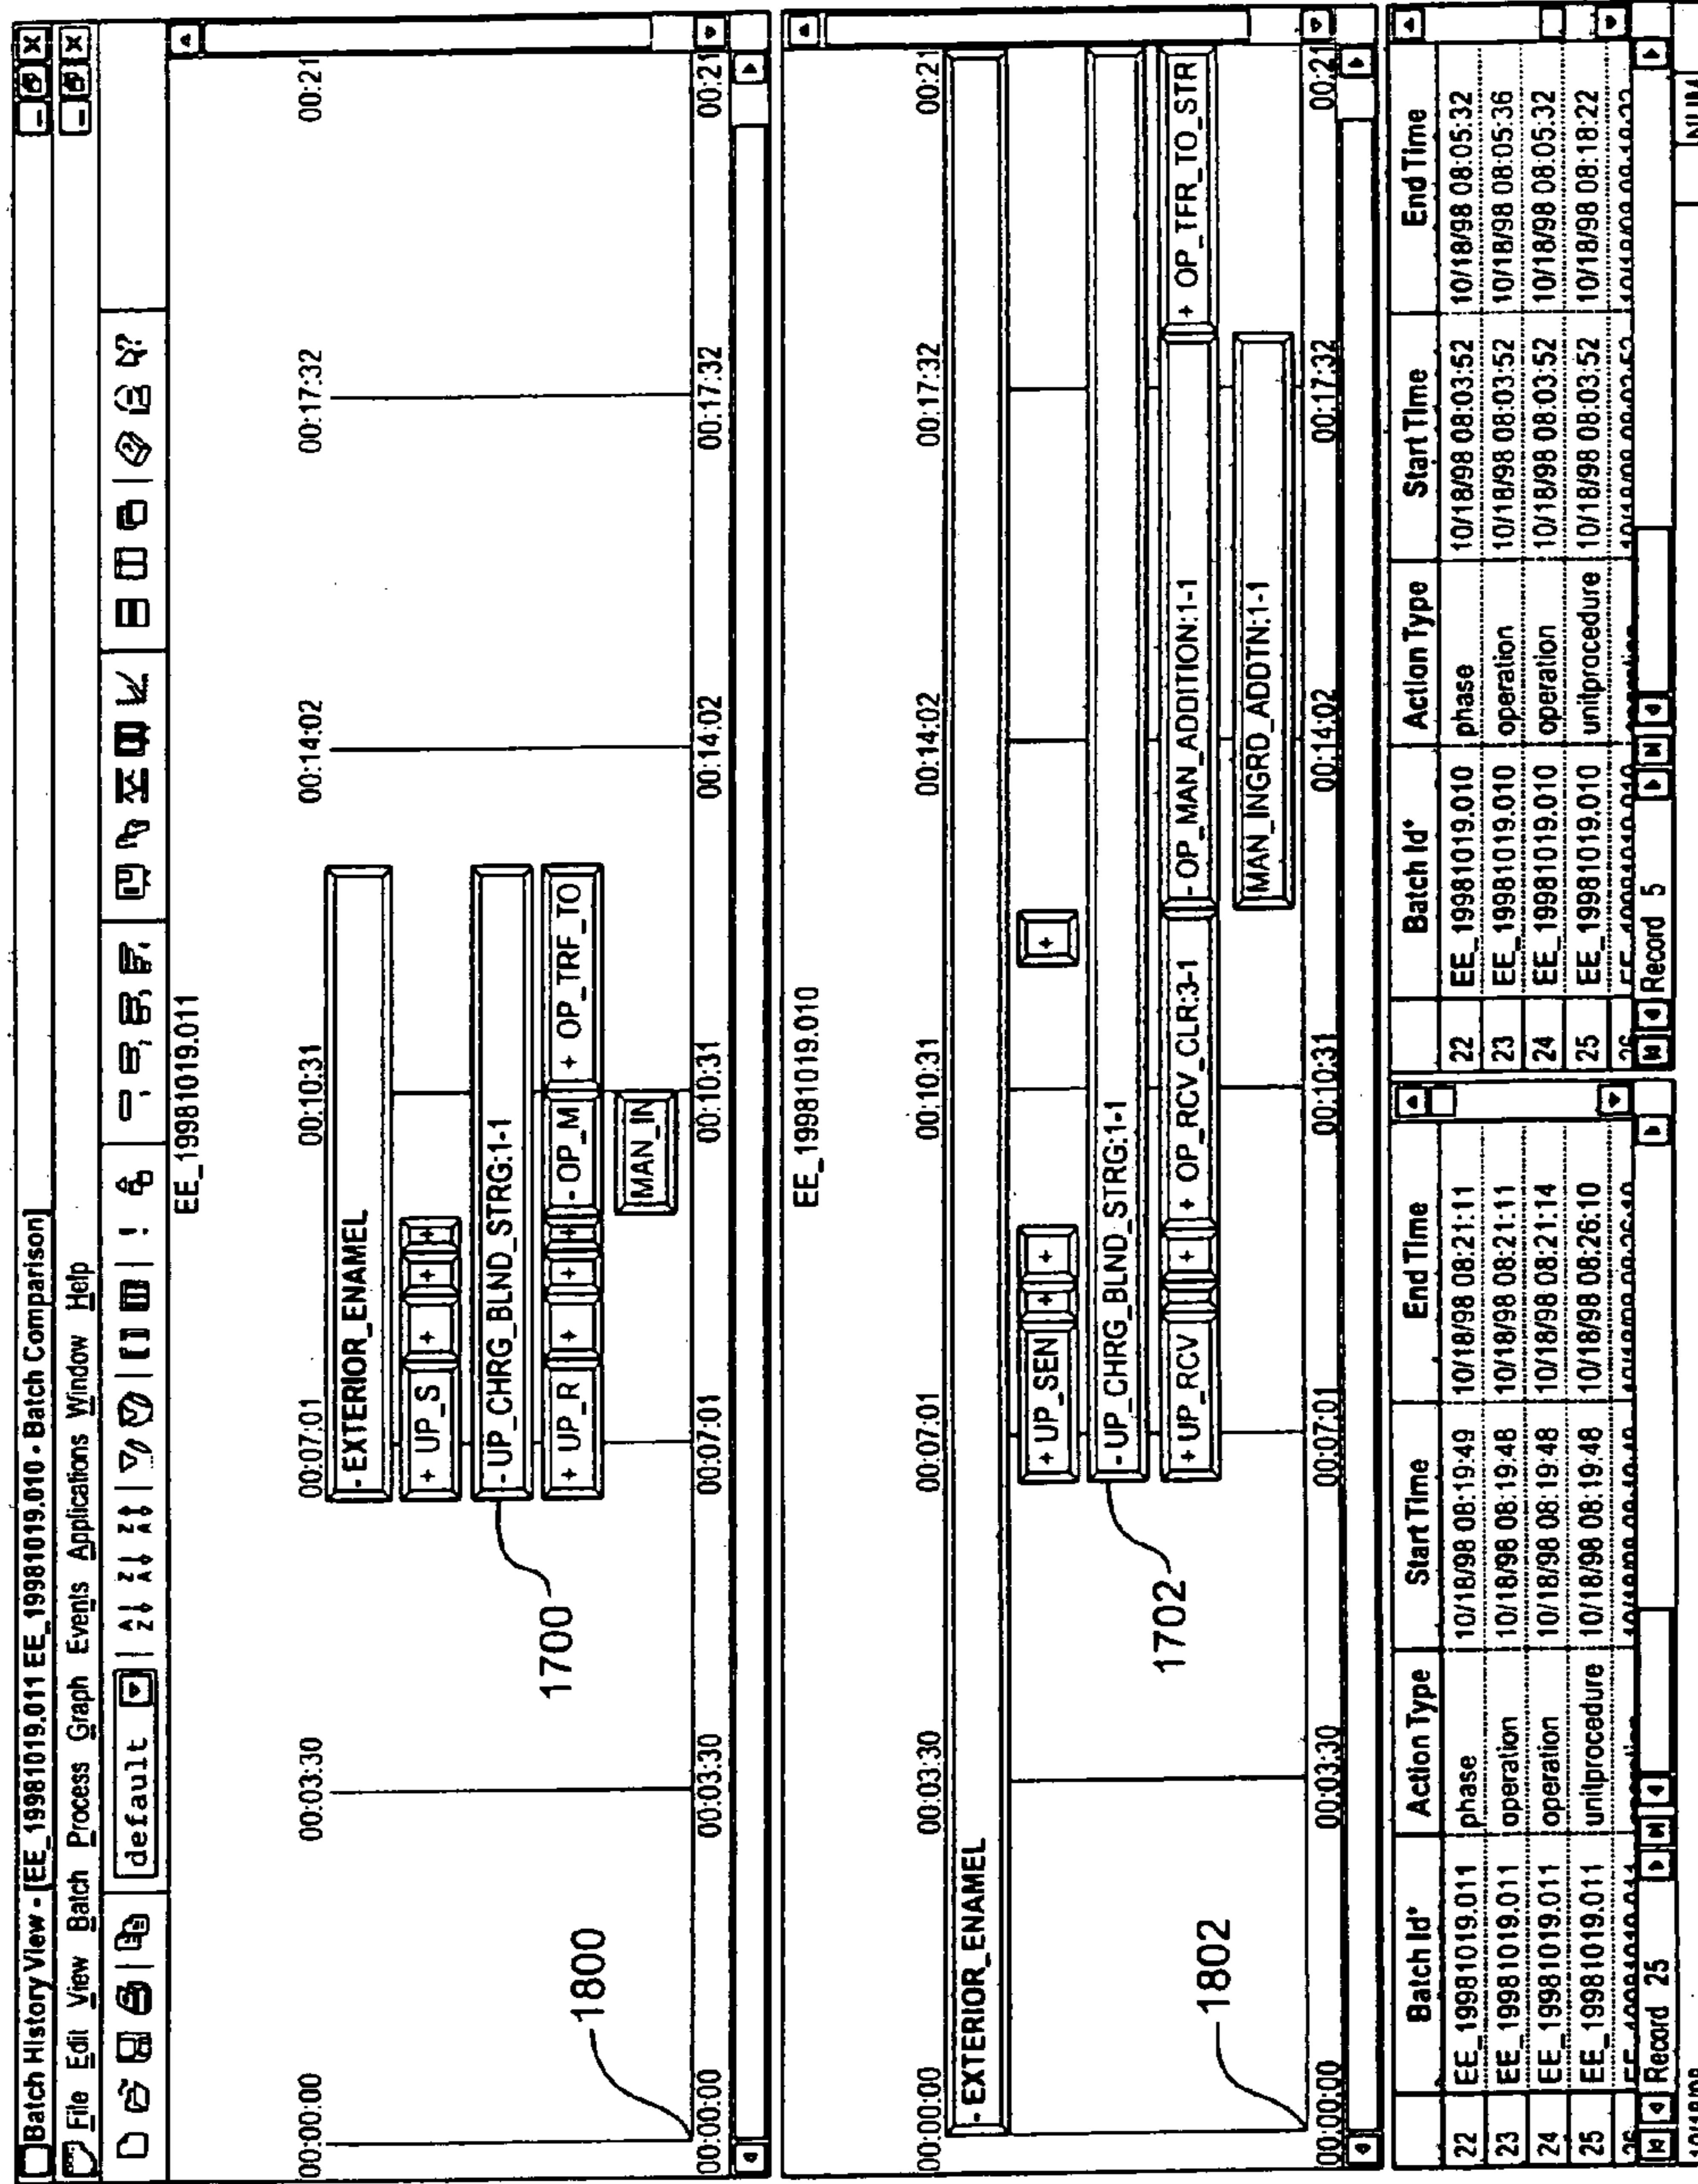 Batch History View - [EE_19981019.011 EE_19981019.010 - Batch Comparison]
File Edit View Batch Process Graph Events Applications Window Help
default
EE_19981019.011
00:00:00 00:03:30 00:07:01 00:10:31 00:14:02 00:17:32 00:21
- EXTERIOR_ENAMEL
+ UP_S + + +
- UP_CHRG_BLND_STRG:1-1
1700
+ UP_R + + + - OP_M + OP_TRF_TO
1800
MAN_IN
00:00:00 00:03:30 00:07:01 00:10:31 00:14:02 00:17:32 00:21
EE_19981019.010
00:00:00 00:03:30 00:07:01 00:10:31 00:14:02 00:17:32 00:21
- EXTERIOR_ENAMEL
+ UP_SEN + + +
- UP_CHRG_BLND_STRG:1-1
1702
+ UP_RCV + + OP_RCV_CLR:3-1 - OP_MAN_ADDITION:1-1 + OP_TFR_TO_STR
1802
MAN_INGRD_ADDTN:1-1
00:00:00 00:03:30 00:07:01 00:10:31 00:14:02 00:17:32 00:21
Batch Id* Action Type Start Time End Time
22 EE_19981019.011 phase 10/18/98 08:19:49 10/18/98 08:21:11
23 EE_19981019.011 operation 10/18/98 08:19:48 10/18/98 08:21:11
24 EE_19981019.011 operation 10/18/98 08:19:48 10/18/98 08:21:14
25 EE_19981019.011 unitprocedure 10/18/98 08:19:48 10/18/98 08:26:10
Record 25
Batch Id* Action Type Start Time End Time
22 EE_19981019.010 phase 10/18/98 08:03:52 10/18/98 08:05:32
23 EE_19981019.010 operation 10/18/98 08:03:52 10/18/98 08:05:36
24 EE_19981019.010 operation 10/18/98 08:03:52 10/18/98 08:05:32
25 EE_19981019.010 unitprocedure 10/18/98 08:03:52 10/18/98 08:18:22
Record 5
NUM